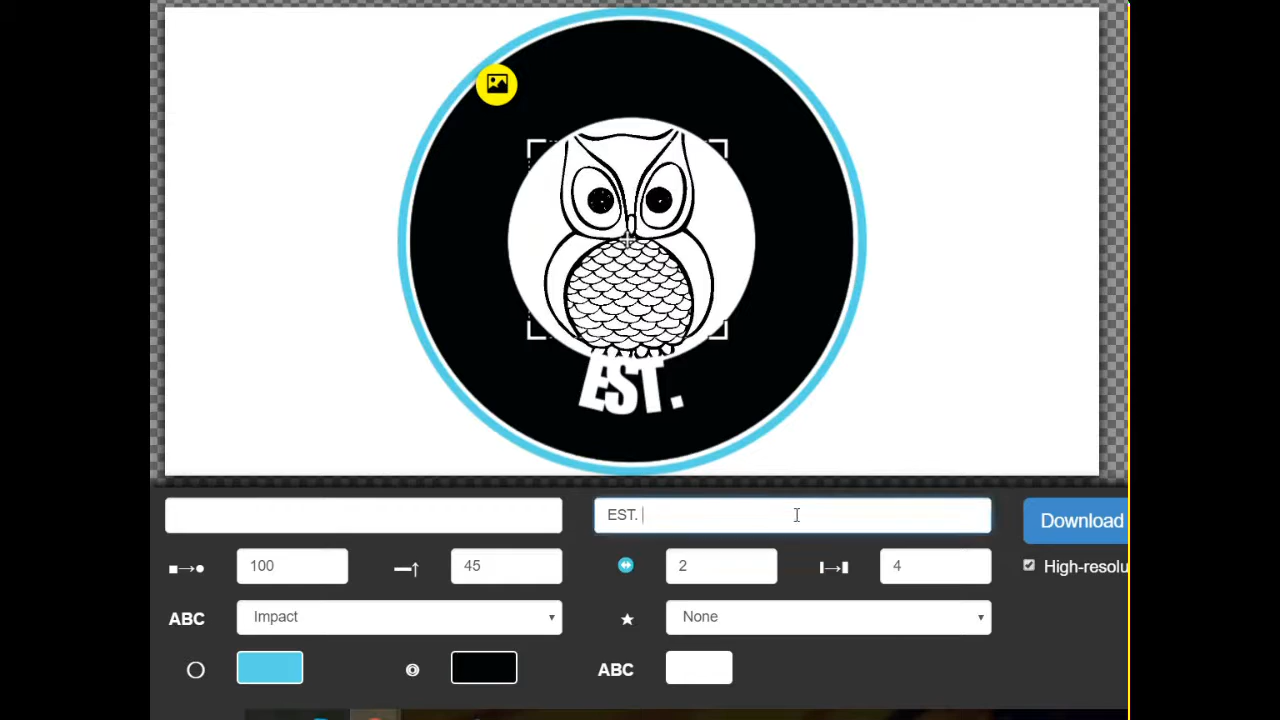 EST.
EST.
Download
100
45
2
4
High-resolu
ABC
Impact
None
ABC